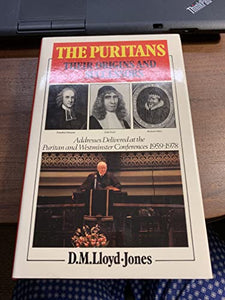 ThinkPad
THE PURITANS
THEIR ORIGINS AND
SUCCESSORS
Addresses Delivered at the
Puritan and Westminster Conferences 1959-1978
D.M.Lloyd-Jones